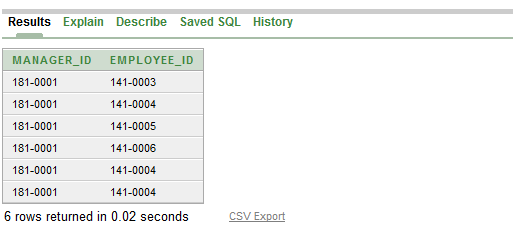 Results Explain Describe Saved SQL History
MANAGER_ID EMPLOYEE_ID
181-0001 141-0003
181-0001 141-0004
181-0001 141-0005
181-0001 141-0006
181-0001 141-0004
181-0001 141-0004
6 rows returned in 0.02 seconds CSV Export